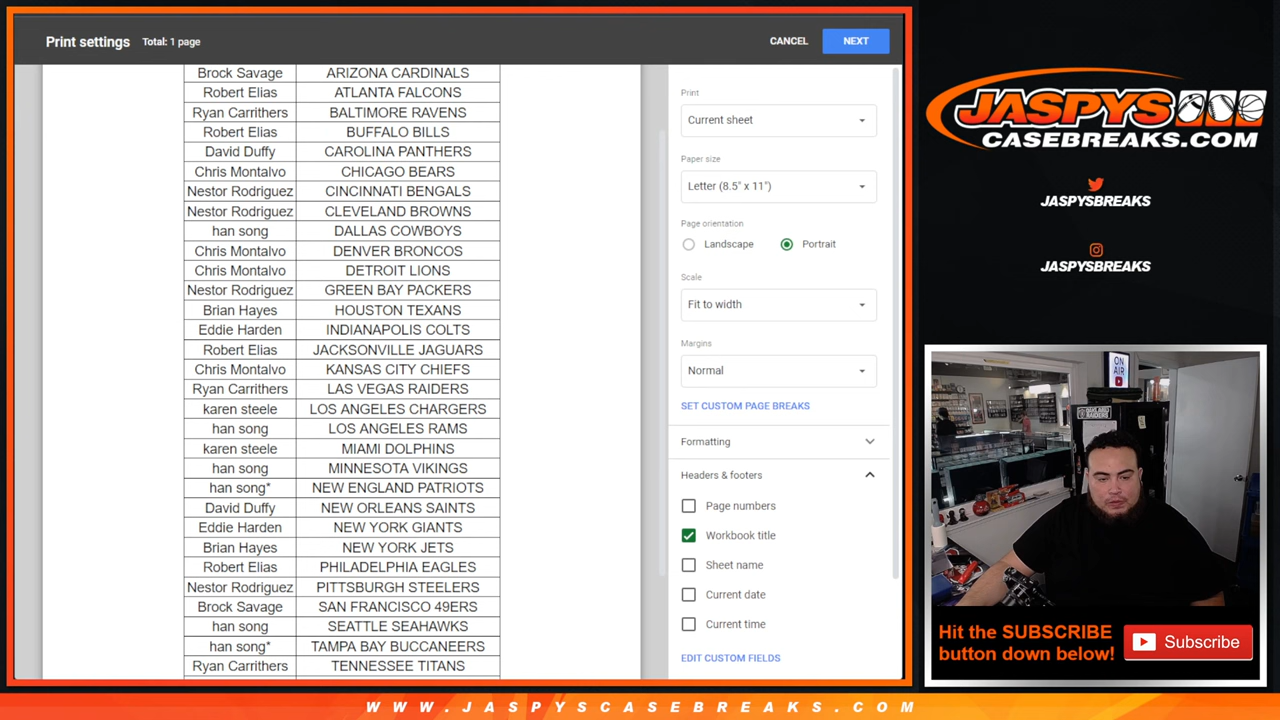 Print settings Total: 1 page CANCEL NEXT
Brock Savage ARIZONA CARDINALS
Robert Elias ATLANTA FALCONS
Ryan Carrithers BALTIMORE RAVENS
Robert Elias BUFFALO BILLS
David Duffy CAROLINA PANTHERS
Chris Montalvo CHICAGO BEARS
Nestor Rodriguez CINCINNATI BENGALS
Nestor Rodriguez CLEVELAND BROWNS
han song DALLAS COWBOYS
Chris Montalvo DENVER BRONCOS
Chris Montalvo DETROIT LIONS
Nestor Rodriguez GREEN BAY PACKERS
Brian Hayes HOUSTON TEXANS
Eddie Harden INDIANAPOLIS COLTS
Robert Elias JACKSONVILLE JAGUARS
Chris Montalvo KANSAS CITY CHIEFS
Ryan Carrithers LAS VEGAS RAIDERS
karen steele LOS ANGELES CHARGERS
han song LOS ANGELES RAMS
karen steele MIAMI DOLPHINS
han song MINNESOTA VIKINGS
han song* NEW ENGLAND PATRIOTS
David Duffy NEW ORLEANS SAINTS
Eddie Harden NEW YORK GIANTS
Brian Hayes NEW YORK JETS
Robert Elias PHILADELPHIA EAGLES
Nestor Rodriguez PITTSBURGH STEELERS
Brock Savage SAN FRANCISCO 49ERS
han song SEATTLE SEAHAWKS
han song* TAMPA BAY BUCCANEERS
Ryan Carrithers TENNESSEE TITANS
Print
Current sheet
Paper size
Letter (8.5" x 11")
Page orientation
Landscape Portrait
Scale
Fit to width
Margins
Normal
SET CUSTOM PAGE BREAKS
Formatting
Headers & footers
Page numbers
Workbook title
Sheet name
Current date
Current time
EDIT CUSTOM FIELDS
JASPYS
CASEBREAKS.COM
JASPYSBREAKS
JASPYSBREAKS
ON
AIR
Hit the SUBSCRIBE
button down below!
Subscribe
WWW.JASPYSCASEBREAKS.COM